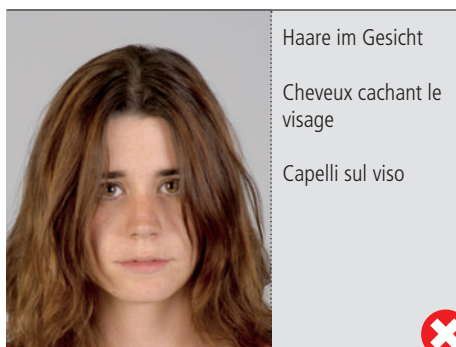 Haare im Gesicht
Cheveux cachant le
visage
Capelli sul viso